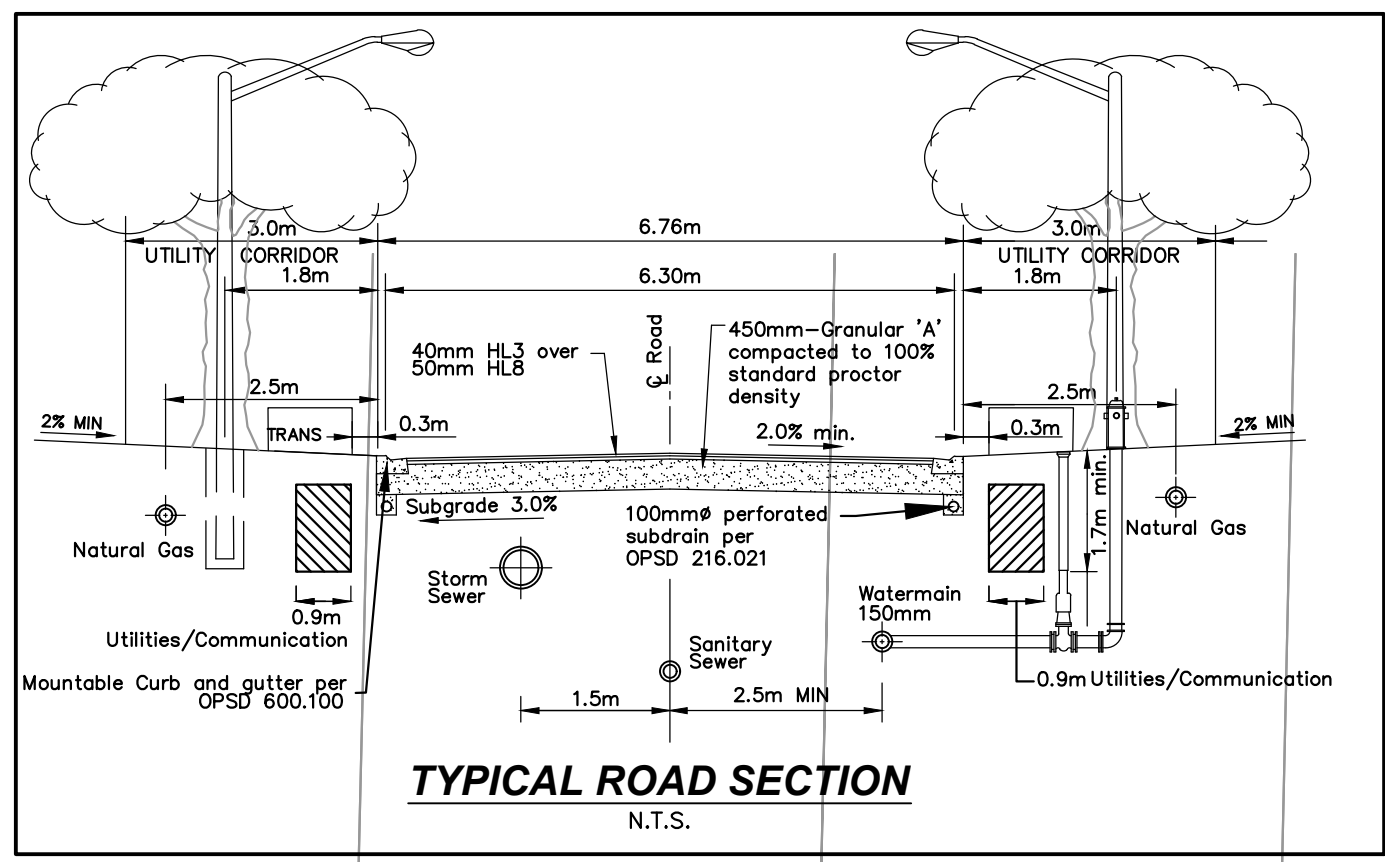 3.0m
6.76m
3.0m
UTILITY CORRIDOR
UTILITY CORRIDOR
1.8m
6.30m
1.8m
℄ Road
40mm HL3 over
50mm HL8
450mm-Granular 'A'
compacted to 100%
standard proctor
density
2.5m
2.5m
2% MIN
TRANS
0.3m
2.0% min.
0.3m
2% MIN
Natural Gas
Subgrade 3.0%
100mmø perforated
subdrain per
OPSD 216.021
1.7m min.
Natural Gas
Storm
Sewer
0.9m
Utilities/Communication
Watermain
150mm
Sanitary
Sewer
Mountable Curb and gutter per
OPSD 600.100
0.9m Utilities/Communication
1.5m
2.5m MIN
TYPICAL ROAD SECTION
N.T.S.